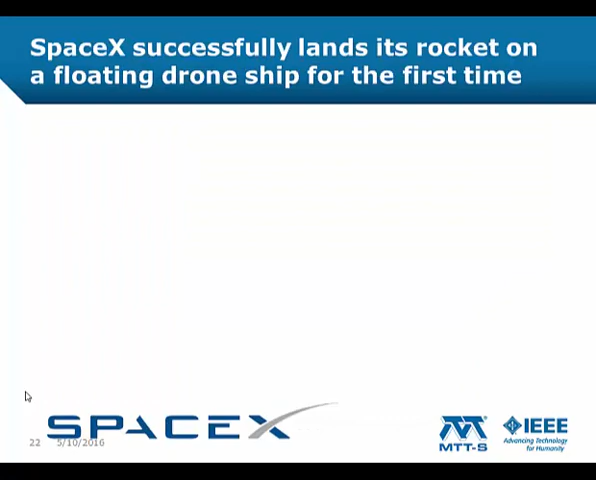 SpaceX successfully lands its rocket on
a floating drone ship for the first time
SPACEX
22 5/10/2016
MTT-S
IEEE
Advancing Technology
for Humanity